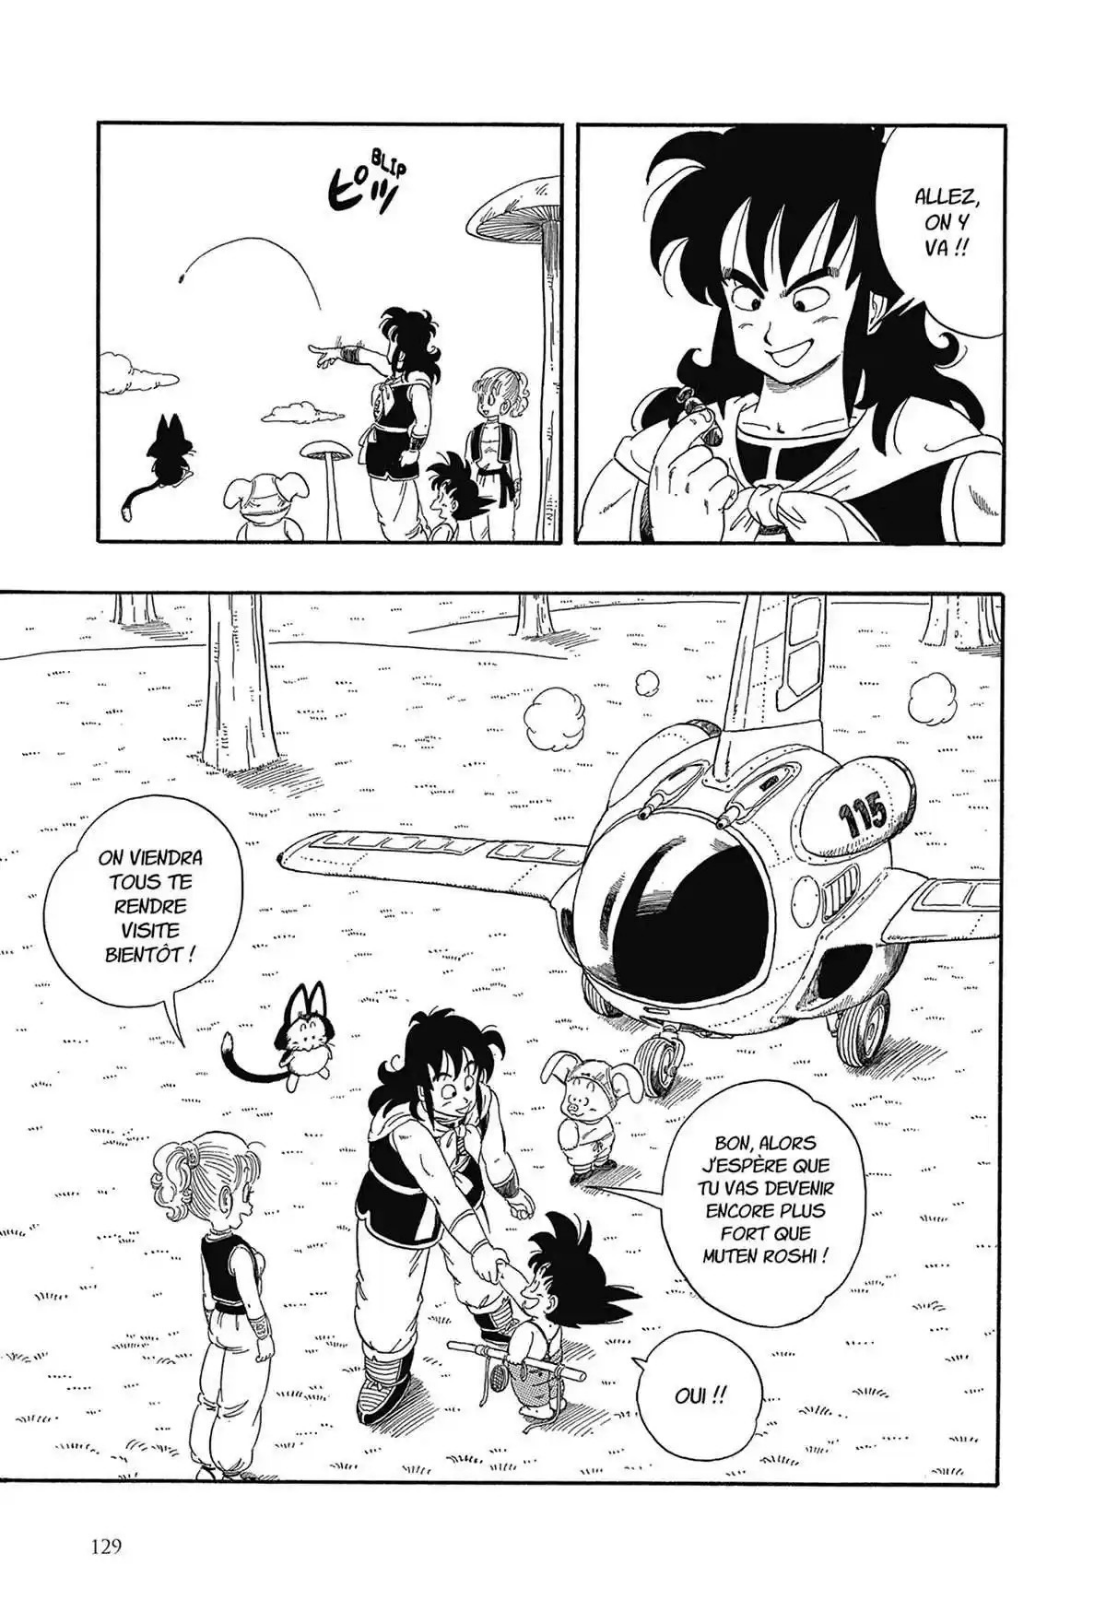 ALLEZ,
ON Y
VA !!
BLIP
ピッ
115
BON, ALORS
J'ESPÈRE QUE
TU VAS DEVENIR
ENCORE PLUS
FORT QUE
MUTEN ROSHI !
ON VIENDRA
TOUS TE
RENDRE
VISITE
BIENTÔT !
OUI !!
129